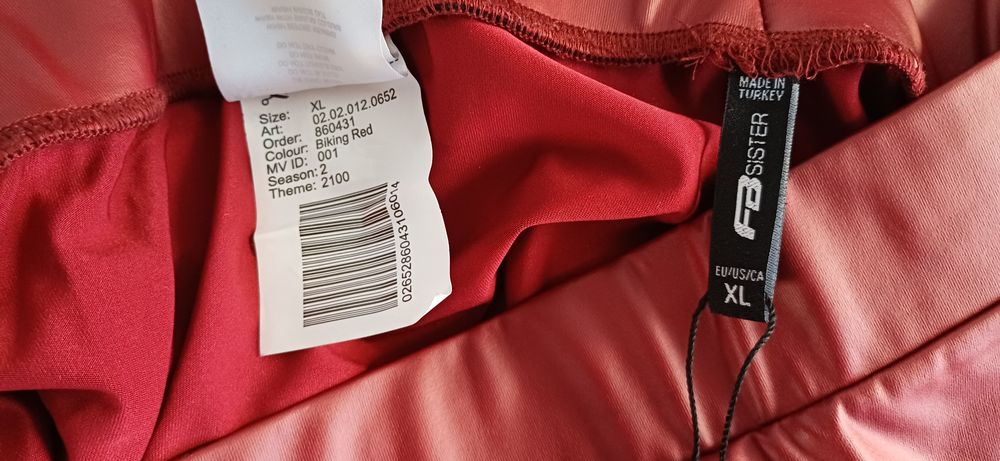 Size: XL
Art: 02.02.012.0652
Order: 860431
Colour: Biking Red
MV ID: 001
Season: 2
Theme: 2100
02652860431060014
MADE IN
TURKEY
FB SISTER
EU/US/CA
XL